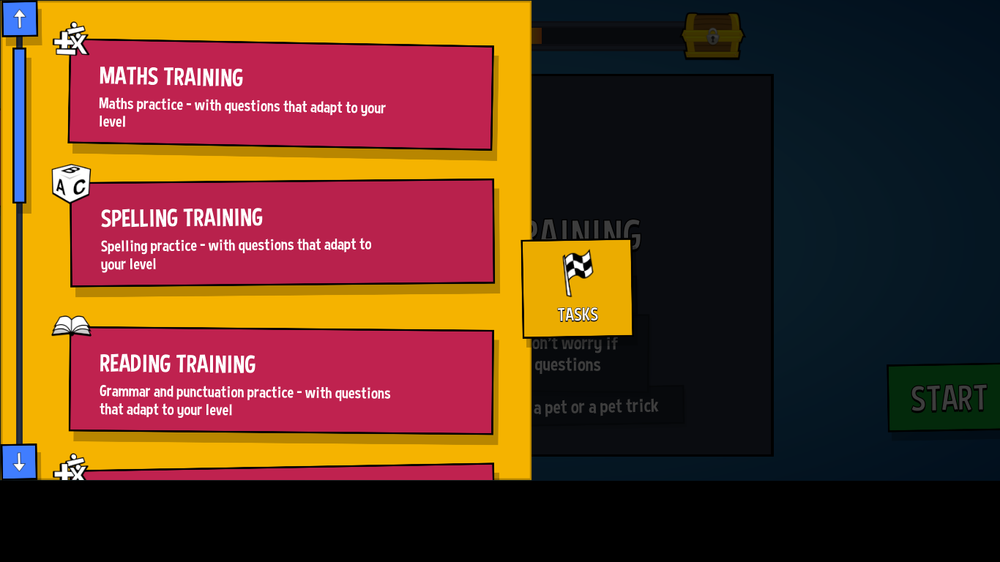 MATHS TRAINING
Maths practice - with questions that adapt to your
level
B
A C
SPELLING TRAINING
Spelling practice - with questions that adapt to
your level
READING TRAINING
Grammar and punctuation practice - with questions
that adapt to your level
RAINING
TASKS
on't worry if
questions
a pet or a pet trick
START